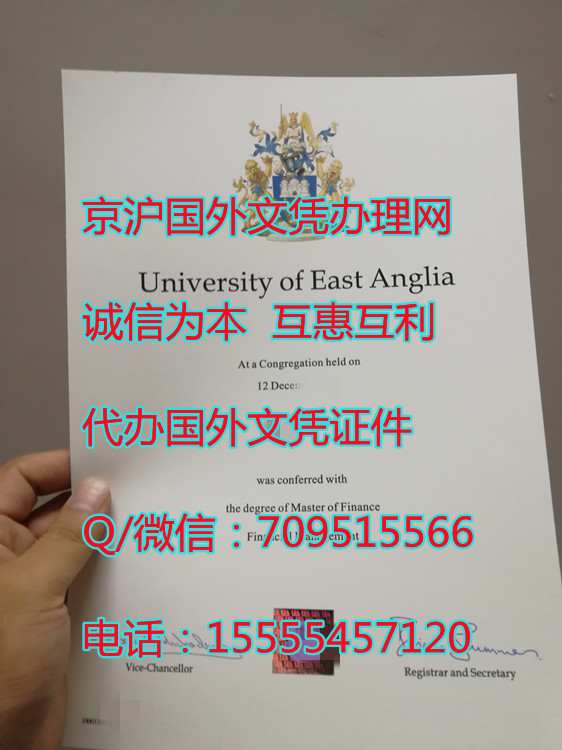 京沪国外文凭办理网
University of East Anglia
诚信为本 互惠互利
At a Congregation held on
12
代办国外文凭证件
was conferred with
the degree of Master of Finance
Q/微信：709515566
电话：15555457120
Vice-Chancellor
Registrar and Secretary